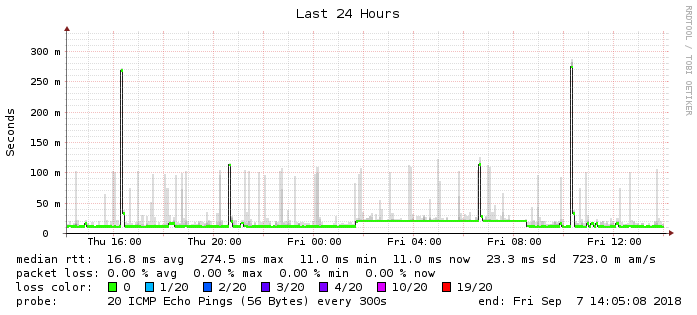 Last 24 Hours
RRDTOOL / TOBI OETIKER
Seconds
300 m
250 m
200 m
150 m
100 m
50 m
0
Thu 16:00 Thu 20:00 Fri 00:00 Fri 04:00 Fri 08:00 Fri 12:00
median rtt: 16.8 ms avg 274.5 ms max 11.0 ms min 11.0 ms now 23.3 ms sd 723.0 m am/s
packet loss: 0.00 % avg 0.00 % max 0.00 % min 0.00 % now
loss color: 0 1/20 2/20 3/20 4/20 10/20 19/20
probe: 20 ICMP Echo Pings (56 Bytes) every 300s end: Fri Sep 7 14:05:08 2018